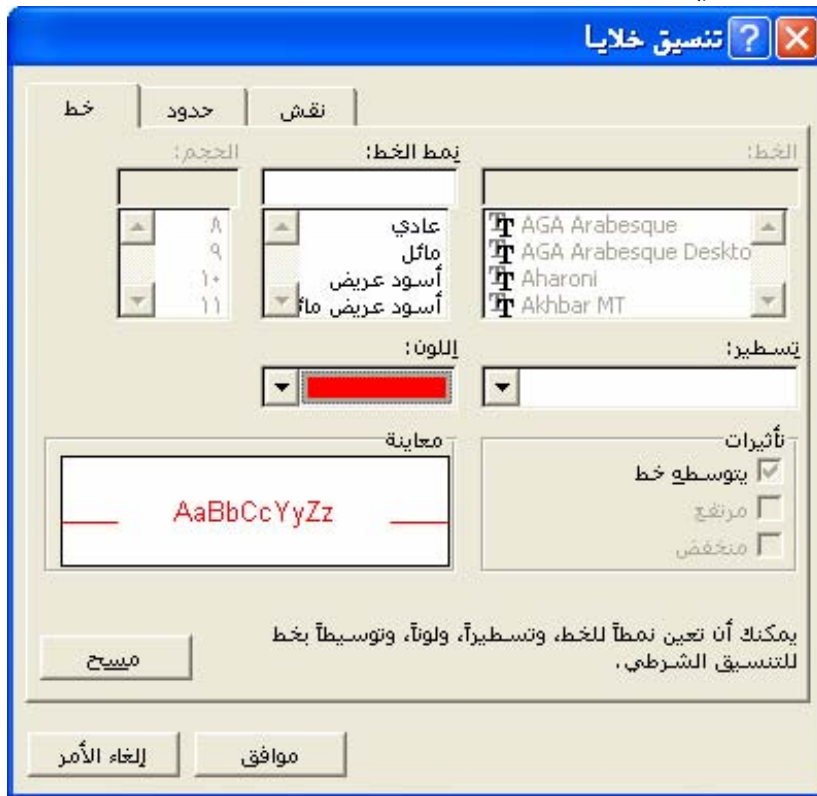 تنسيق خلايا
خط
حدود
نقش
الخط:
نمط الخط:
الحجم:
AGA Arabesque
AGA Arabesque Deskto
Aharoni
Akhbar MT
عادي
مائل
أسود عريض
أسود عريض مائ
٨
٩
١٠
١١
تسطير:
اللون:
تأثيرات
يتوسطه خط
مرتفع
منخفض
معاينة
AaBbCcYyZz
يمكنك أن تعين نمطاً للخط، وتسطيراً، ولوناً، وتوسيطاً بخط
للتنسيق الشرطي.
مسح
موافق
إلغاء الأمر